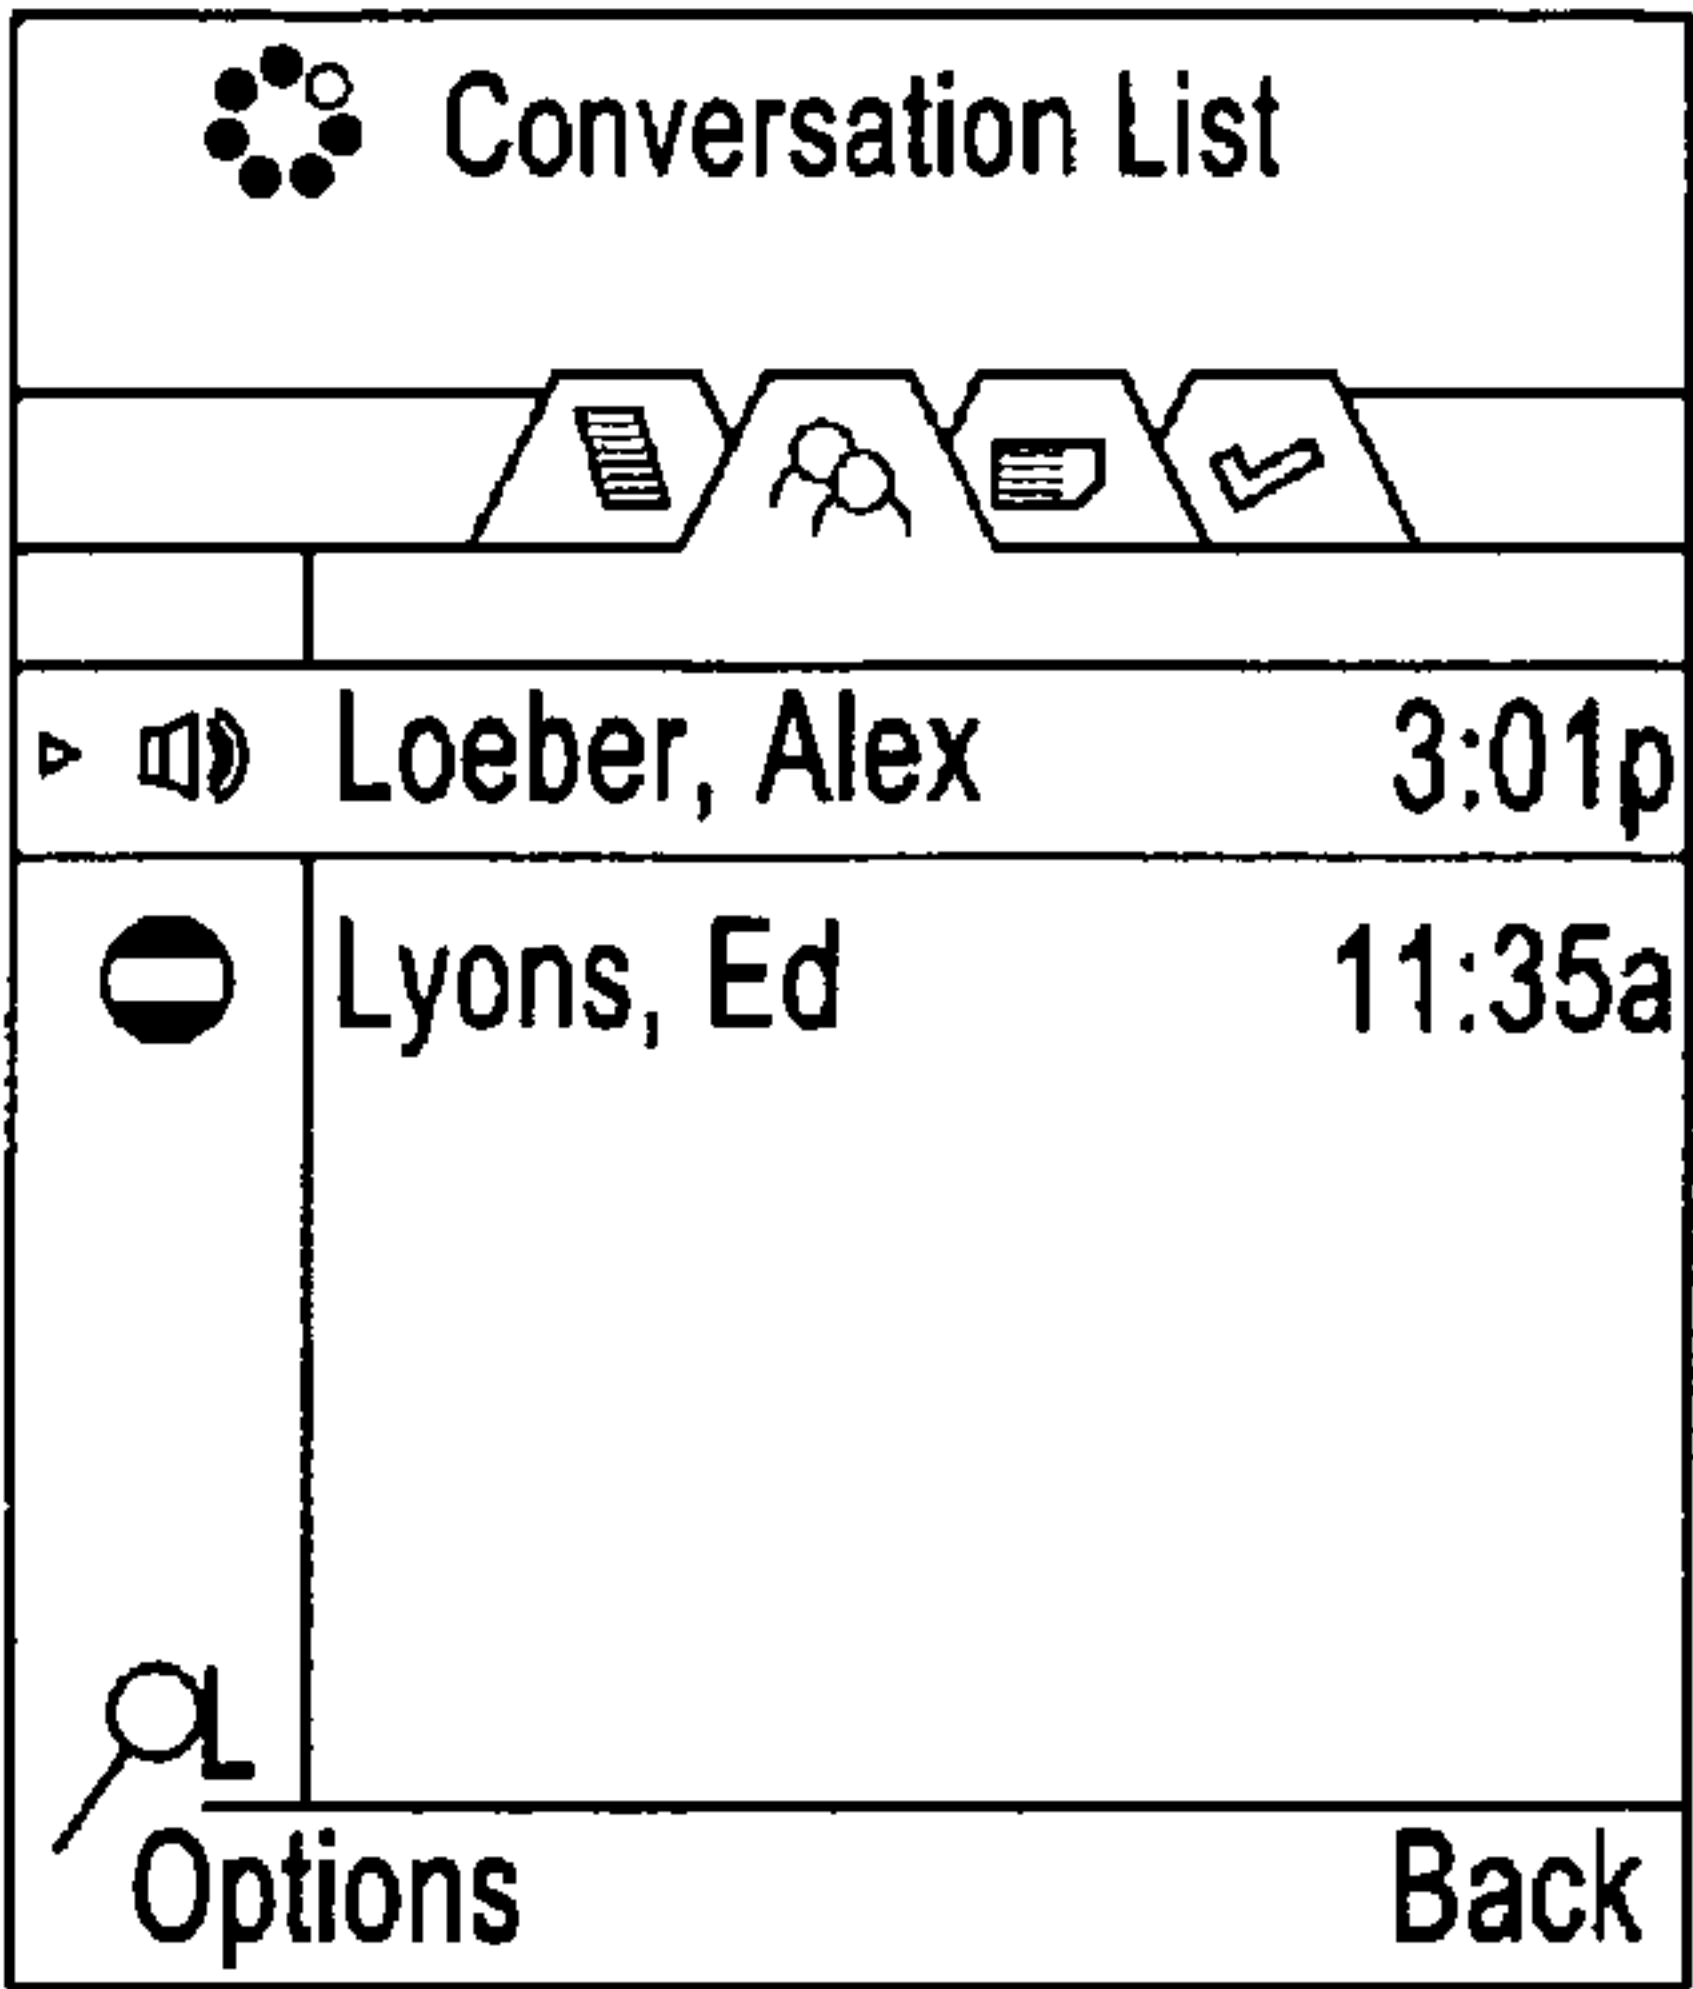 Conversation List
Loeber, Alex 3:01p
Lyons, Ed 11:35a
L
Options Back